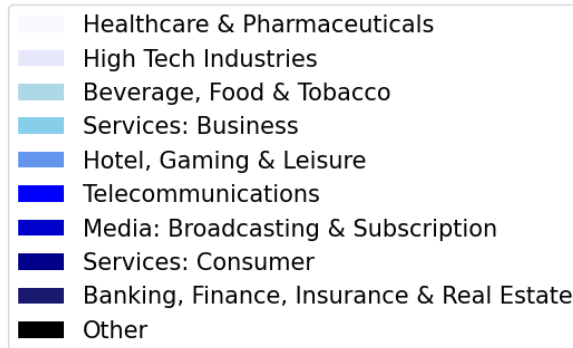 Healthcare & Pharmaceuticals
High Tech Industries
Beverage, Food & Tobacco
Services: Business
Hotel, Gaming & Leisure
Telecommunications
Media: Broadcasting & Subscription
Services: Consumer
Banking, Finance, Insurance & Real Estate
Other